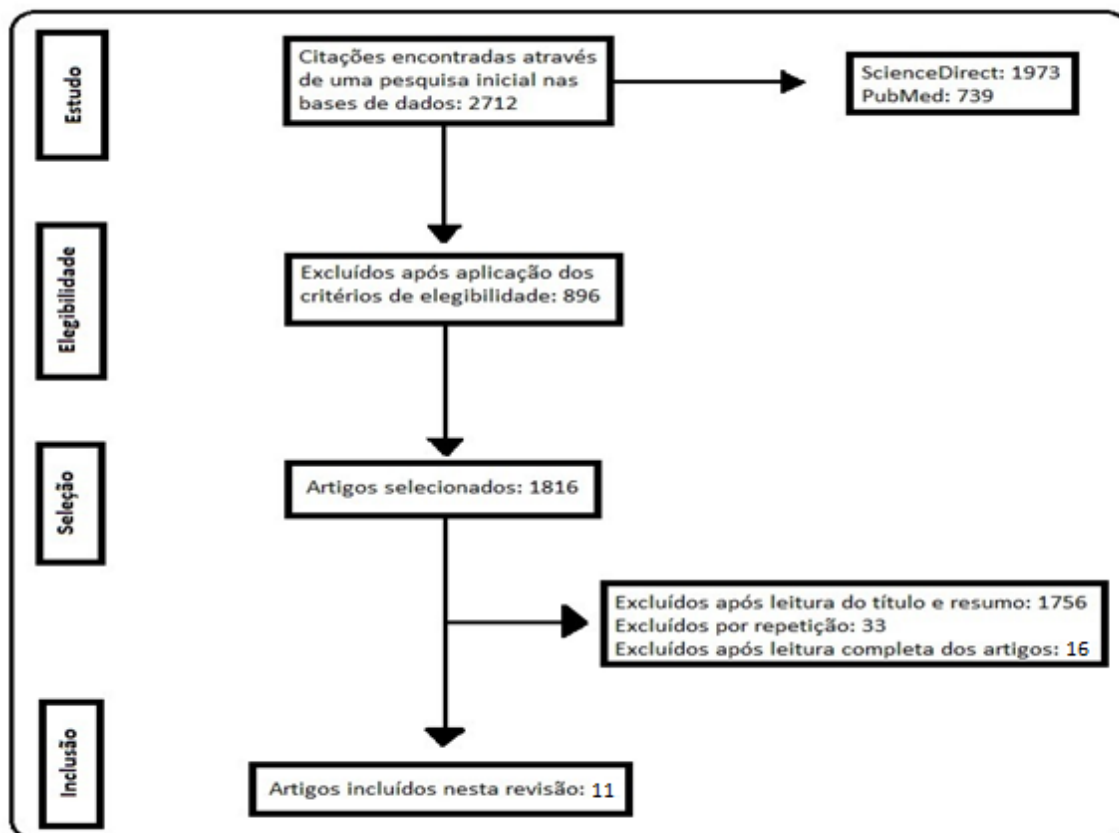 Estudo
Citações encontradas através
de uma pesquisa inicial nas
bases de dados: 2712
ScienceDirect: 1973
PubMed: 739
Elegibilidade
Excluídos após aplicação dos
critérios de elegibilidade: 896
Seleção
Artigos selecionados: 1816
Excluídos após leitura do título e resumo: 1756
Excluídos por repetição: 33
Excluídos após leitura completa dos artigos: 16
Inclusão
Artigos incluídos nesta revisão: 11